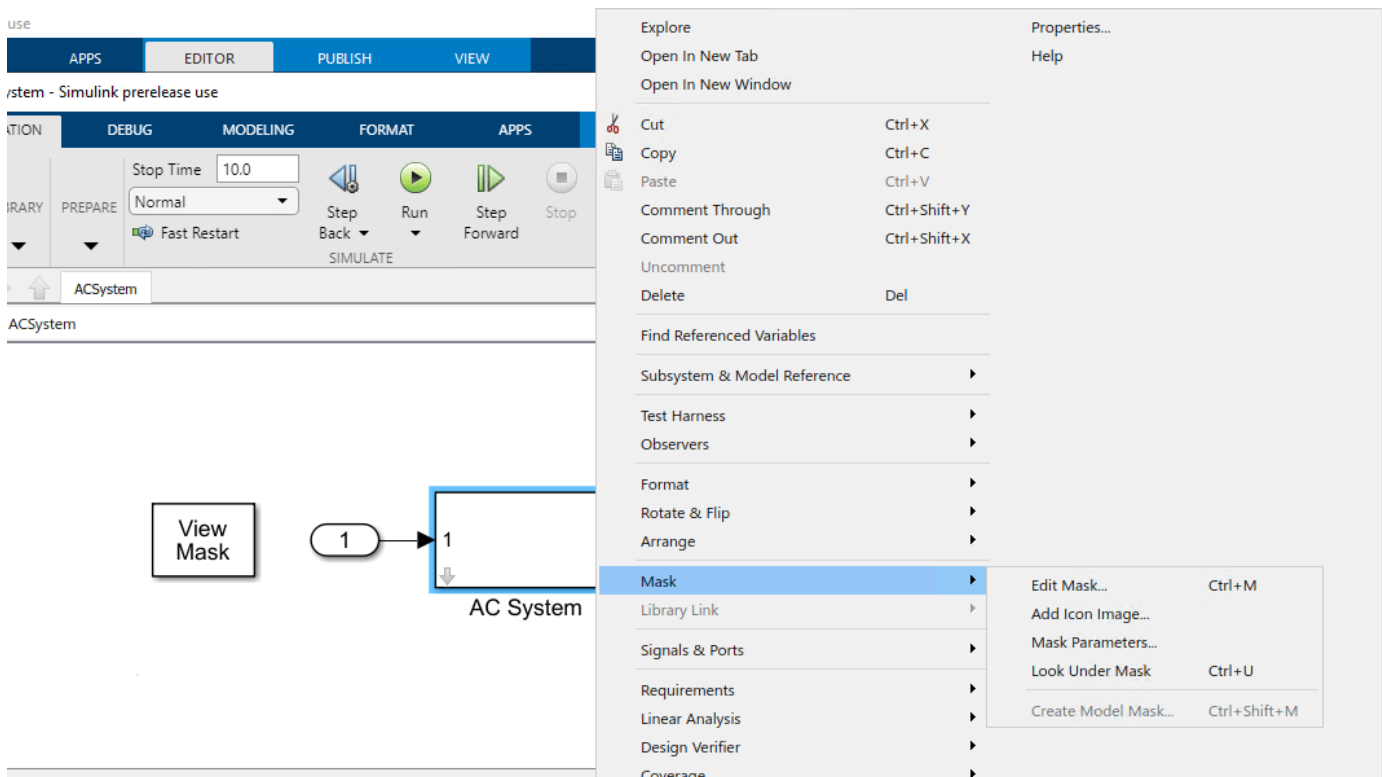 use
APPS EDITOR PUBLISH VIEW
- Simulink prerelease use
DEBUG MODELING FORMAT APPS
Stop Time 10.0
Normal
PREPARE
Fast Restart
Step Back
Run
Step Forward
Stop
SIMULATE
ACSystem
ACSystem
View
Mask
1
1
AC System
Explore
Open In New Tab
Open In New Window
Cut Ctrl+X
Copy Ctrl+C
Paste Ctrl+V
Comment Through Ctrl+Shift+Y
Comment Out Ctrl+Shift+X
Uncomment
Delete Del
Find Referenced Variables
Subsystem & Model Reference
Test Harness
Observers
Format
Rotate & Flip
Arrange
Mask
Library Link
Signals & Ports
Requirements
Linear Analysis
Design Verifier
Coverage
Properties...
Help
Edit Mask... Ctrl+M
Add Icon Image...
Mask Parameters...
Look Under Mask Ctrl+U
Create Model Mask... Ctrl+Shift+M